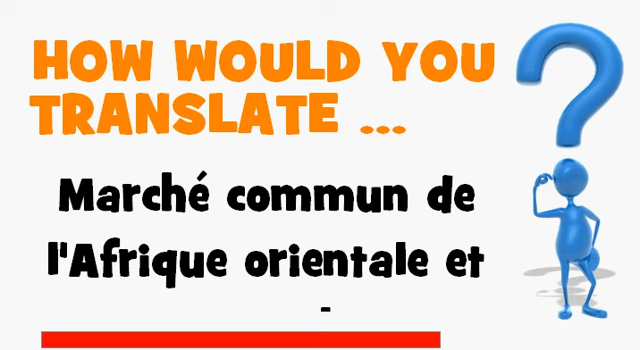 HOW WOULD YOU
TRANSLATE ...
Marché commun de
l'Afrique orientale et